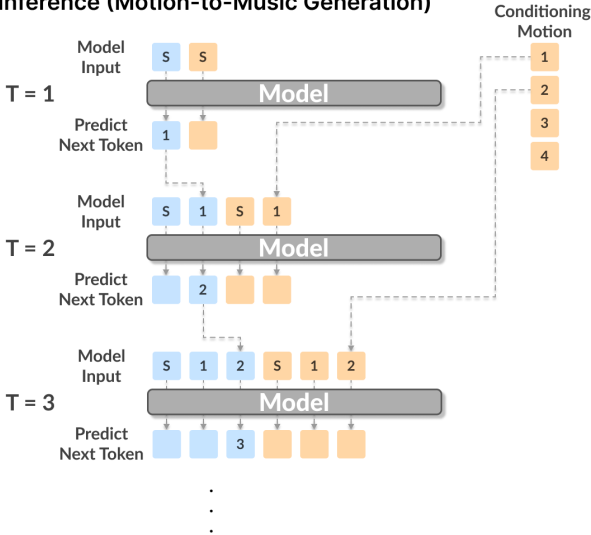 Inference (Motion-to-Music Generation)
Conditioning
Motion
1
2
3
4
T = 1
Model
Input
S S
Model
Predict
Next Token
1
T = 2
Model
Input
S 1 S 1
Model
Predict
Next Token
2
T = 3
Model
Input
S 1 2 S 1 2
Model
Predict
Next Token
3
.
.
.